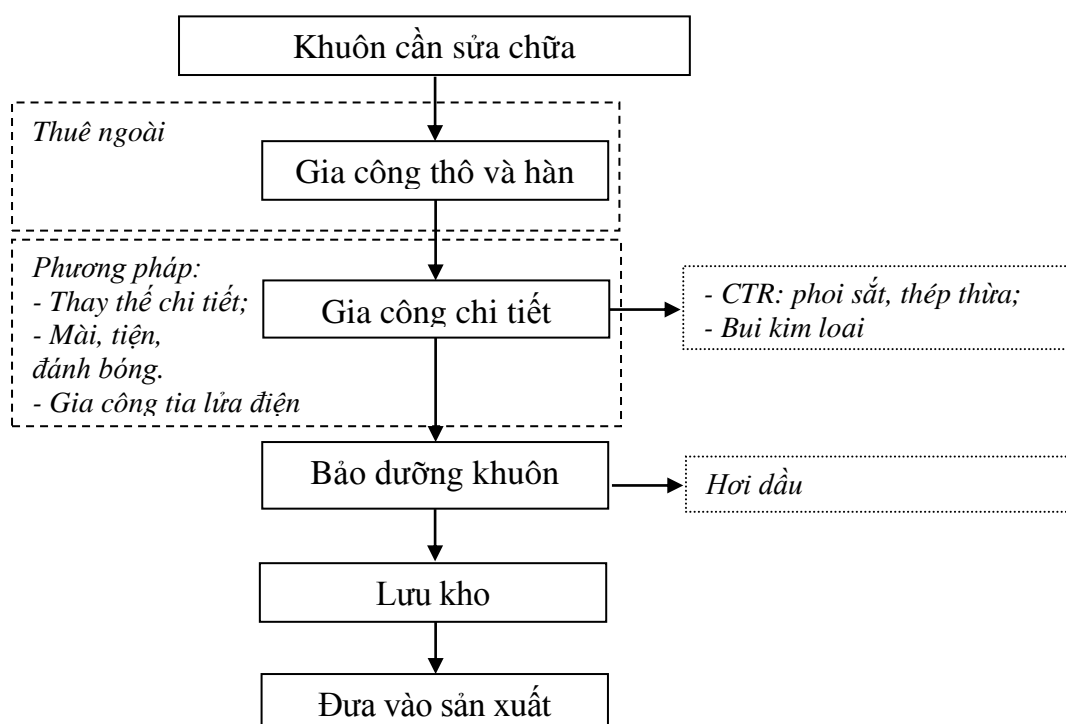 Khuôn cần sửa chữa
Thuê ngoài
Gia công thô và hàn
Phương pháp:
- Thay thế chi tiết;
- Mài, tiện,
đánh bóng.
- Gia công tia lửa điện
Gia công chi tiết
- CTR: phoi sắt, thép thừa;
- Bui kim loai
Bảo dưỡng khuôn
Hơi dầu
Lưu kho
Đưa vào sản xuất